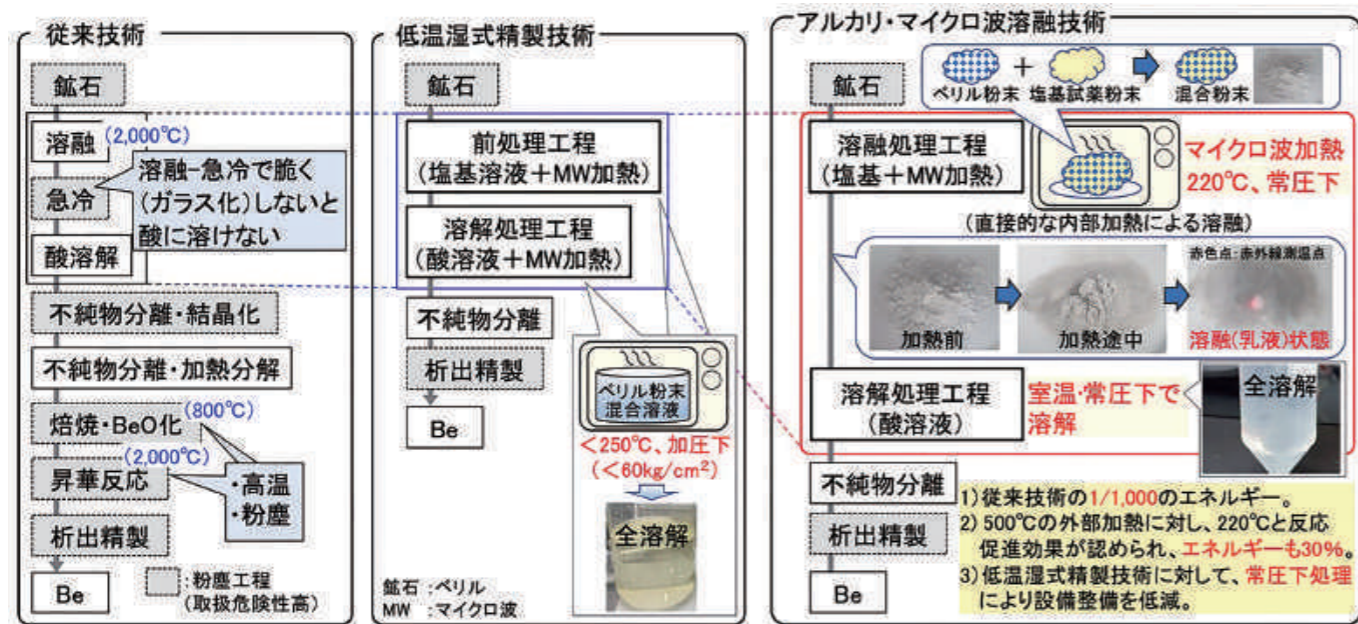 従来技術
鉱石
溶融
(2,000℃)
急冷
溶融-急冷で脆く
(ガラス化)しないと
酸に溶けない
酸溶解
不純物分離・結晶化
不純物分離・加熱分解
焙焼・BeO化
(800℃)
昇華反応
(2,000℃)
・高温
・粉塵
析出精製
Be
:粉塵工程
(取扱危険性高)
低温湿式精製技術
鉱石
前処理工程
(塩基溶液+MW加熱)
溶解処理工程
(酸溶液+MW加熱)
不純物分離
析出精製
Be
ベリル粉末
混合溶液
<250℃、加圧下
(<60kg/cm²)
全溶解
鉱石 :ベリル
MW :マイクロ波
アルカリ・マイクロ波溶融技術
鉱石
ベリル粉末
+
塩基試薬粉末
混合粉末
溶融処理工程
(塩基+MW加熱)
マイクロ波加熱
220℃、常圧下
(直接的な内部加熱による溶融)
加熱前
加熱途中
赤色点:赤外線測温点
溶融(乳液)状態
溶解処理工程
(酸溶液)
室温・常圧下で
溶解
全溶解
不純物分離
析出精製
Be
1)従来技術の1/1,000のエネルギー。
2)500℃の外部加熱に対し、220℃と反応
促進効果が認められ、エネルギーも30%。
3)低温湿式精製技術に対して、常圧下処理
により設備整備を低減。